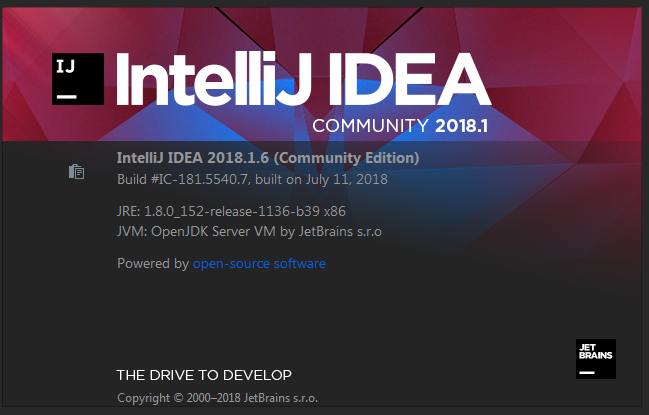 IJ
IntelliJ IDEA
COMMUNITY 2018.1
IntelliJ IDEA 2018.1.6 (Community Edition)
Build #IC-181.5540.7, built on July 11, 2018
JRE: 1.8.0_152-release-1136-b39 x86
JVM: OpenJDK Server VM by JetBrains s.r.o
Powered by open-source software
JET
BRAINS
THE DRIVE TO DEVELOP
Copyright © 2000–2018 JetBrains s.r.o.